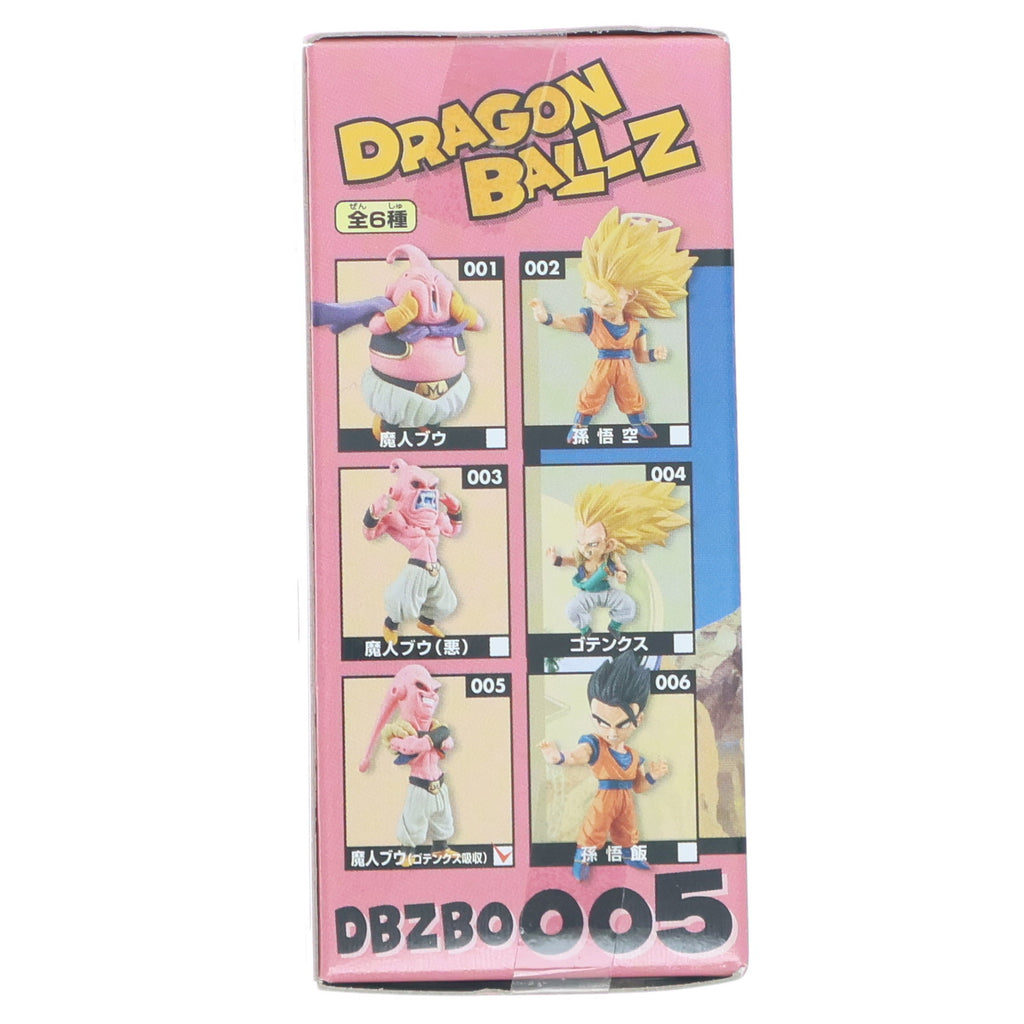 DRAGON
BALL Z
ぜん しゅ
全6種
001
002
魔人ブウ
孫悟空
003
004
魔人ブウ(悪)
ゴテンクス
005
006
魔人ブウ(ゴテンクス吸収)
孫悟飯
DBZBO005